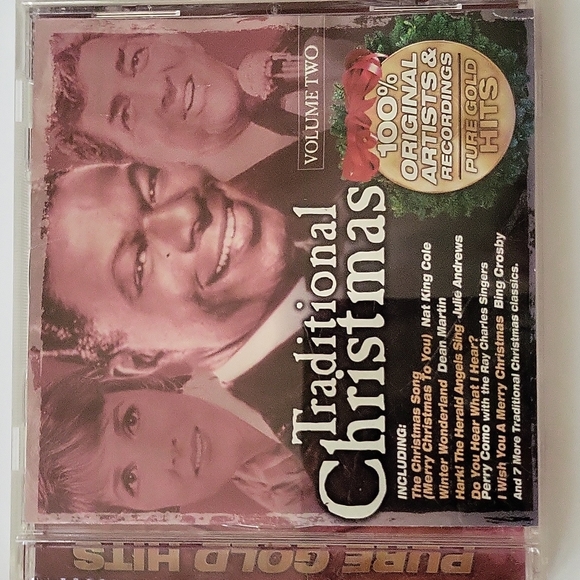 VOLUME TWO
100%
ORIGINAL
ARTISTS &
RECORDINGS
PURE GOLD
HITS
Traditional
Christmas
INCLUDING:
The Christmas Song
(Merry Christmas To You) Nat King Cole
Winter Wonderland Dean Martin
Hark! The Herald Angels Sing Julie Andrews
Do You Hear What I Hear?
Perry Como with the Ray Charles Singers
I Wish You A Merry Christmas Bing Crosby
And 7 More Traditional Christmas classics.
PURE GOLD HITS